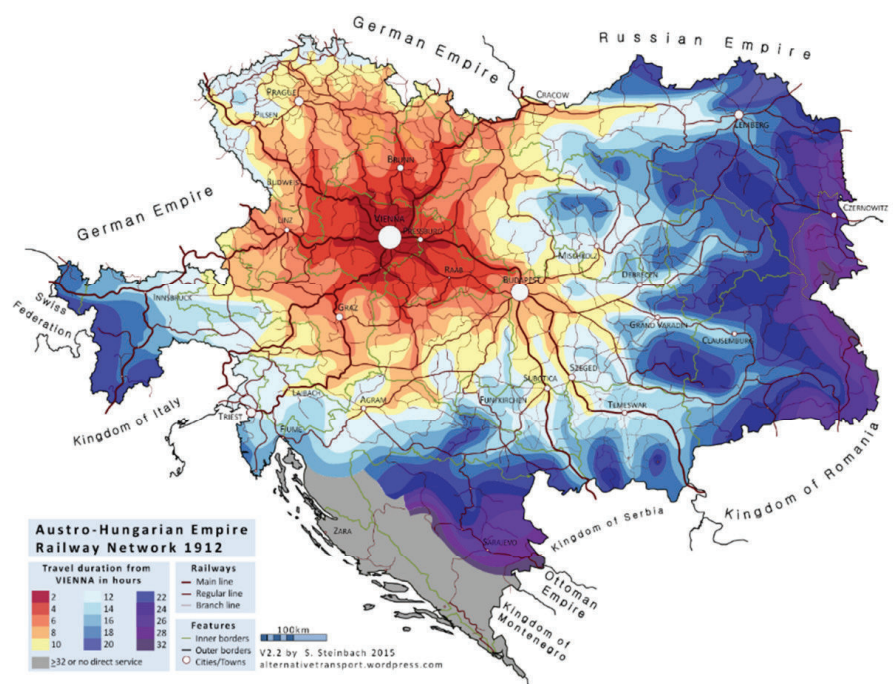 German Empire
Russian Empire
CRACOW
PRAGUE
PILSEN
LEMBERG
BRUNN
BUDWEIS
German Empire
CZERNOWITZ
LINZ
VIENNA
PRESSBURG
MISCHKOLZ
RAAB
DEBRECEN
BUDAPEST
INNSBRUCK
Swiss
Federation
GRAZ
GRAND VARADIN
CLAUSEMBURG
SZEGED
SUBOTICA
LAIBACH
AGRAM
FUNFKIRCHEN
TEMESWAR
Kingdom of Italy
TRIEST
FIUME
Kingdom of Romania
Kingdom of Serbia
ZARA
SARAJEVO
Ottoman
Empire
Kingdom of
Montenegro
Austro-Hungarian Empire
Railway Network 1912
Travel duration from
VIENNA in hours
2 12 22
4 14 24
6 16 26
8 18 28
10 20 32
≥32 or no direct service
Railways
Main line
Regular line
Branch line
Features
Inner borders
Outer borders
Cities/Towns
100km
V2.2 by S. Steinbach 2015
alternativetransport.wordpress.com